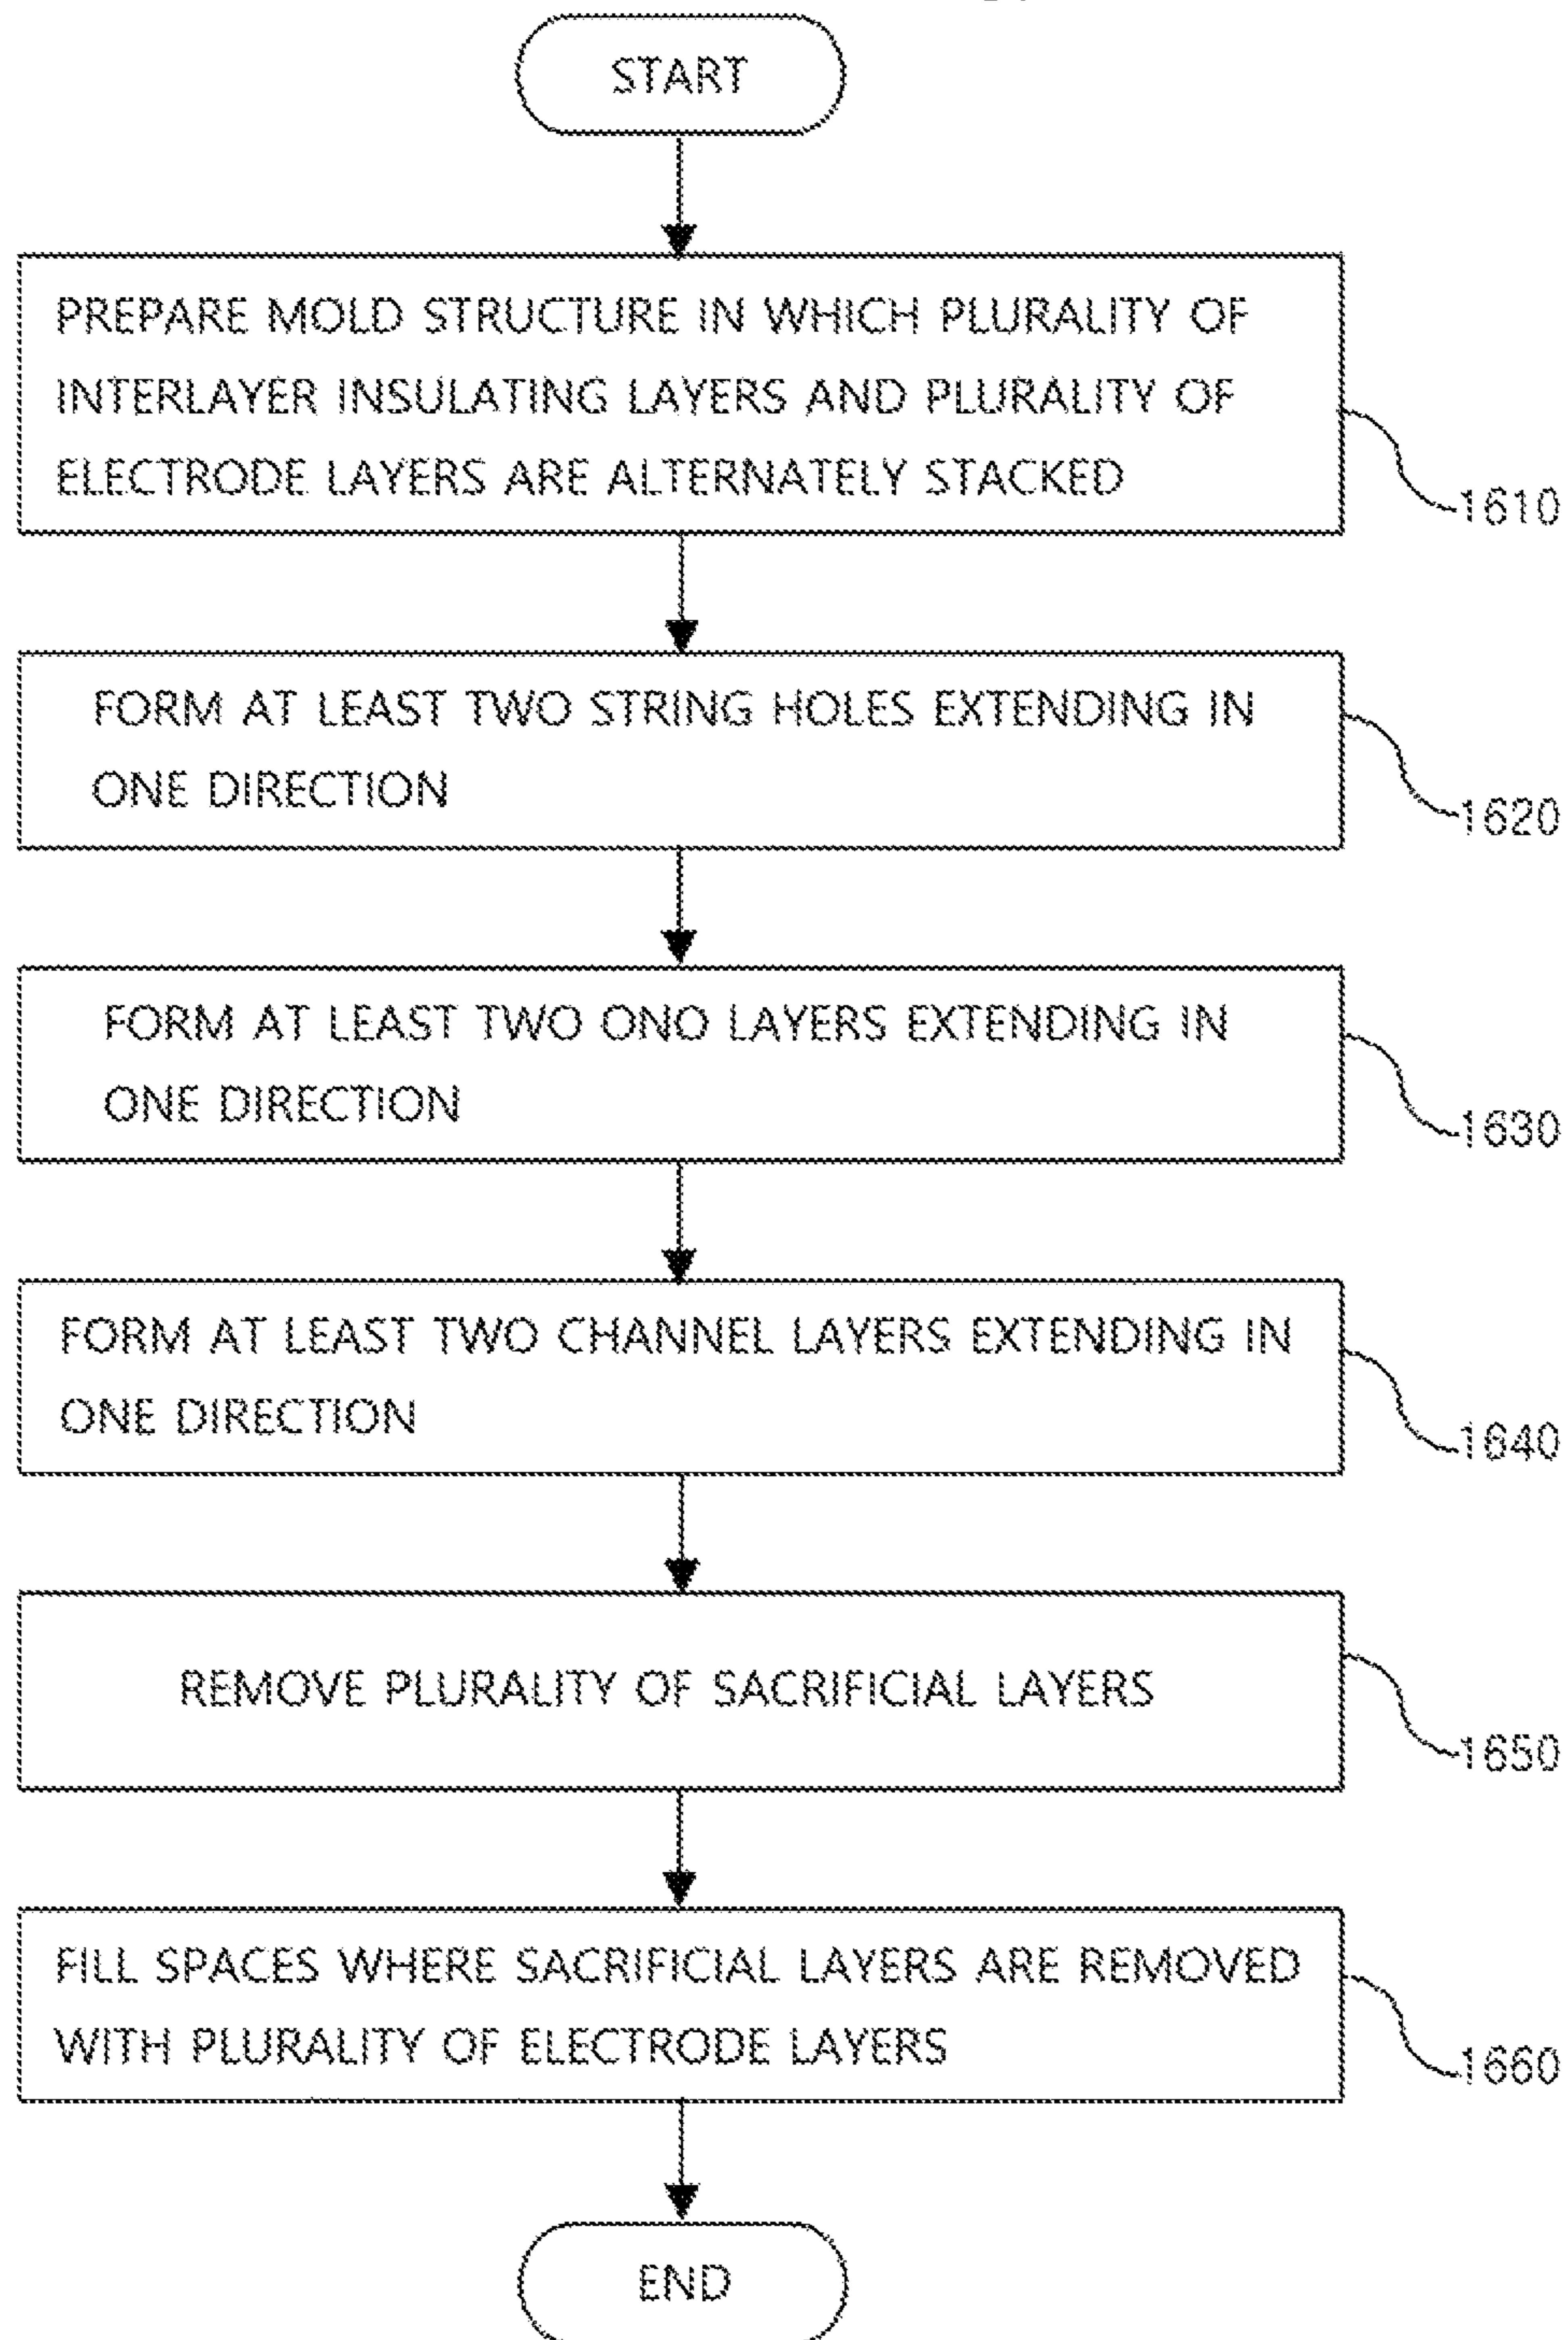 START
PREPARE MOLD STRUCTURE IN WHICH PLURALITY OF
INTERLAYER INSULATING LAYERS AND PLURALITY OF
ELECTRODE LAYERS ARE ALTERNATELY STACKED
1610
FORM AT LEAST TWO STRING HOLES EXTENDING IN
ONE DIRECTION
1620
FORM AT LEAST TWO ONO LAYERS EXTENDING IN
ONE DIRECTION
1630
FORM AT LEAST TWO CHANNEL LAYERS EXTENDING IN
ONE DIRECTION
1640
REMOVE PLURALITY OF SACRIFICIAL LAYERS
1650
FILL SPACES WHERE SACRIFICIAL LAYERS ARE REMOVED
WITH PLURALITY OF ELECTRODE LAYERS
1660
END